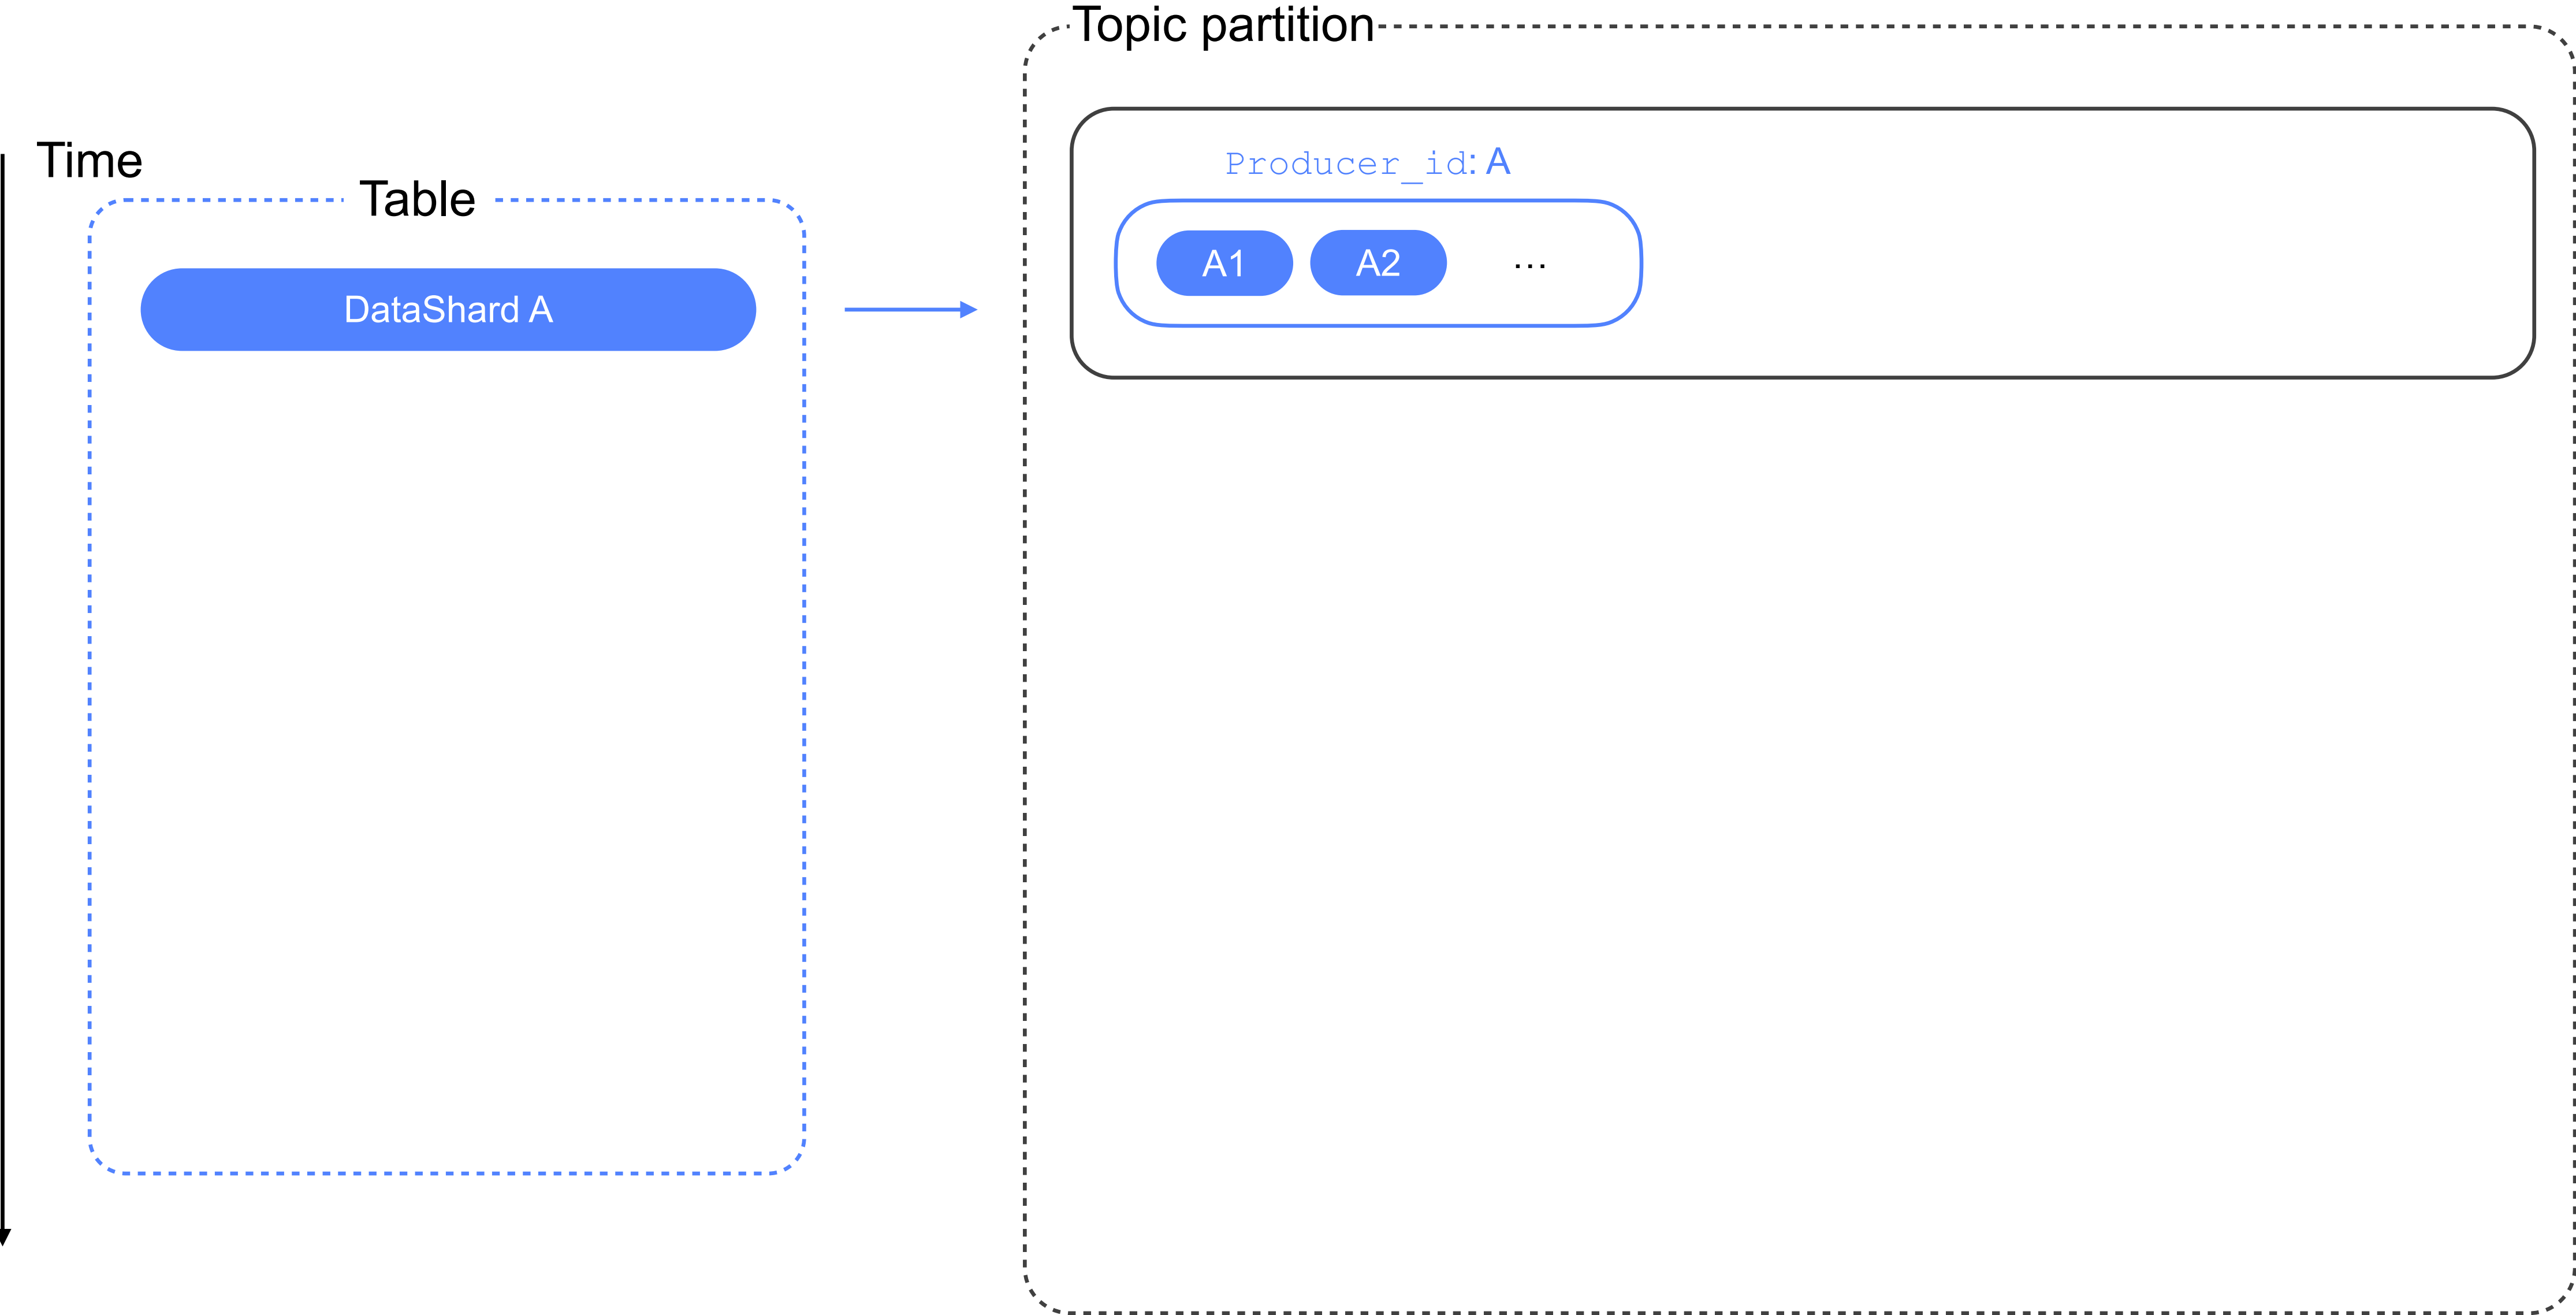 Topic partition
Time
Table
Producer_id: A
A1
A2
...
DataShard A